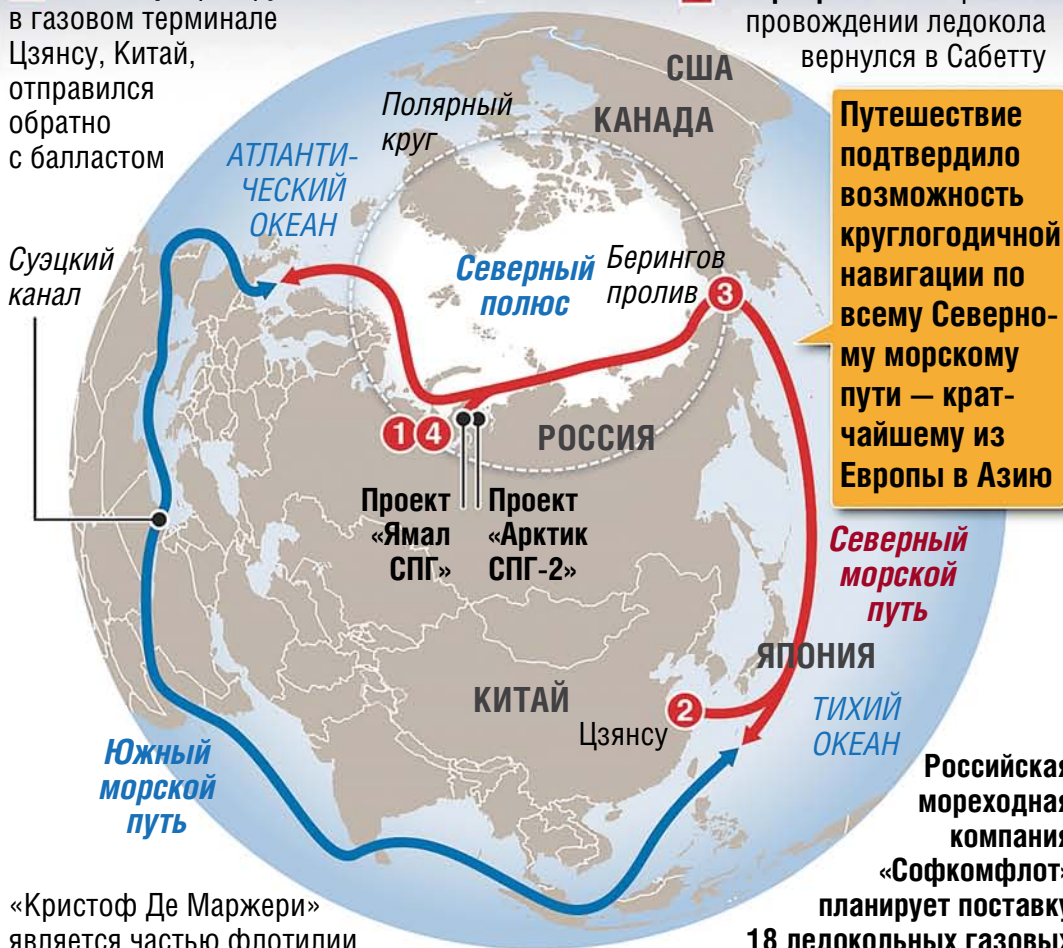 в газовом терминале
Цзянсу, Китай,
отправился
обратно
с балластом
провождении ледокола
вернулся в Сабетту
США
КАНАДА
Полярный
круг
АТЛАНТИ-
ЧЕСКИЙ
ОКЕАН
Суэцкий
канал
Северный
полюс
Берингов
пролив
3
Путешествие
подтвердило
возможность
круглогодичной
навигации по
всему Северно-
му морскому
пути — крат-
чайшему из
Европы в Азию
1 4
РОССИЯ
Проект
«Ямал
СПГ»
Проект
«Арктик
СПГ-2»
Северный
морской
путь
ЯПОНИЯ
КИТАЙ
2
Цзянсу
ТИХИЙ
ОКЕАН
Южный
морской
путь
Российская
мореходная
компания
«Софкомфлот»
планирует поставку
18 ледокольных газовых
«Кристоф Де Маржери»
является частью флотилии